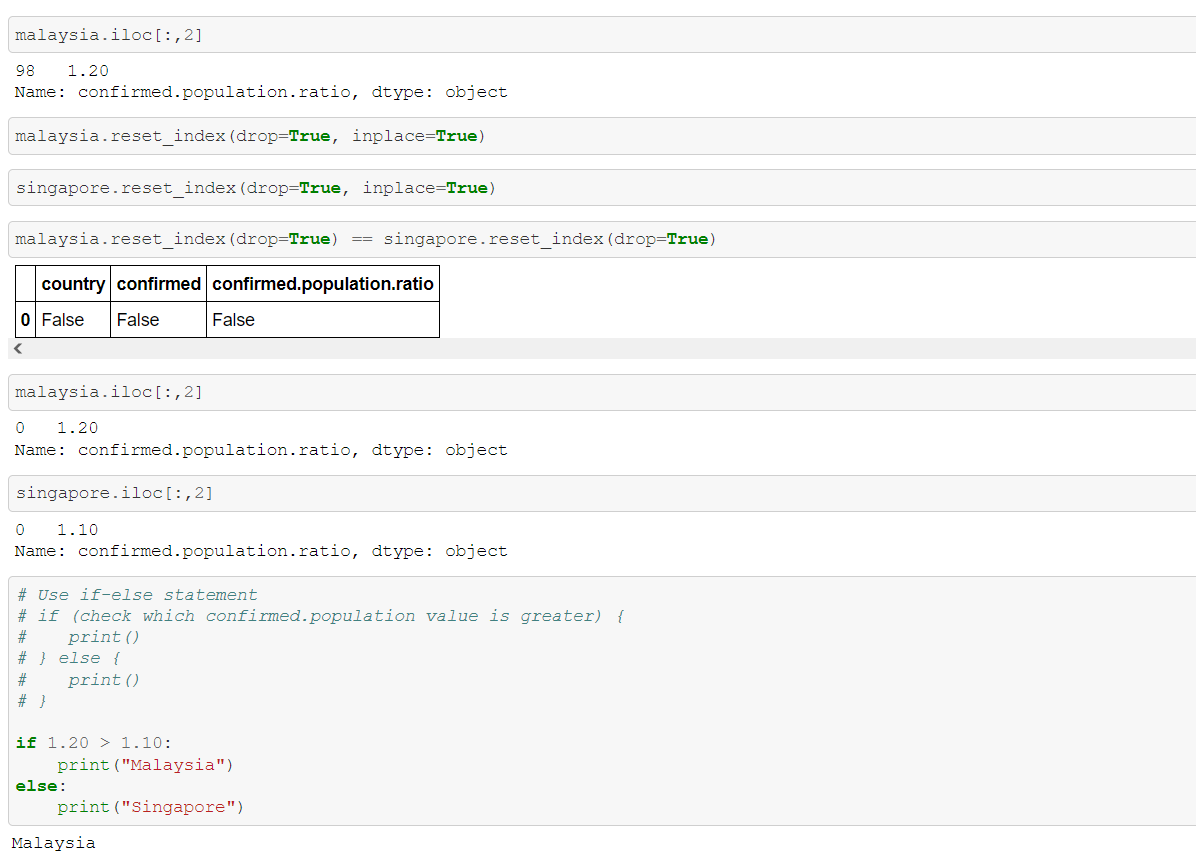 malaysia.iloc[:,2]
98   1.20
Name: confirmed.population.ratio, dtype: object
malaysia.reset_index(drop=True, inplace=True)
singapore.reset_index(drop=True, inplace=True)
malaysia.reset_index(drop=True) == singapore.reset_index(drop=True)
country confirmed confirmed.population.ratio
0 False False False
malaysia.iloc[:,2]
0   1.20
Name: confirmed.population.ratio, dtype: object
singapore.iloc[:,2]
0   1.10
Name: confirmed.population.ratio, dtype: object
# Use if-else statement
# if (check which confirmed.population value is greater) {
#    print()
# } else {
#    print()
# }
if 1.20 > 1.10:
    print("Malaysia")
else:
    print("Singapore")
Malaysia